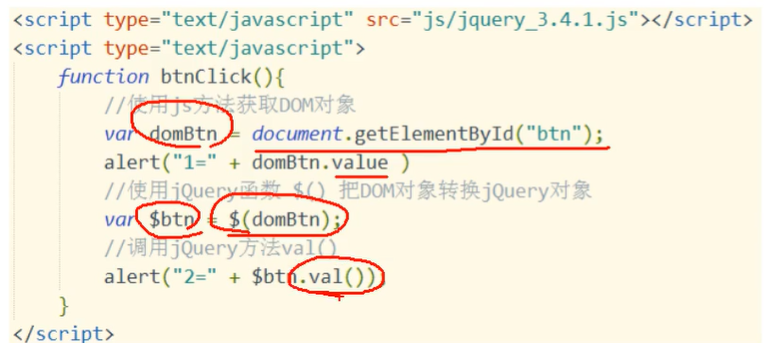 <script type="text/javascript" src="js/jquery_3.4.1.js"></script>
<script type="text/javascript">
function btnClick(){
//使用js方法获取DOM对象
var domBtn = document.getElementById("btn");
alert("1=" + domBtn.value )
//使用jQuery函数 $() 把DOM对象转换jQuery对象
var $btn = $(domBtn);
//调用jQuery方法val()
alert("2=" + $btn.val())
}
</script>